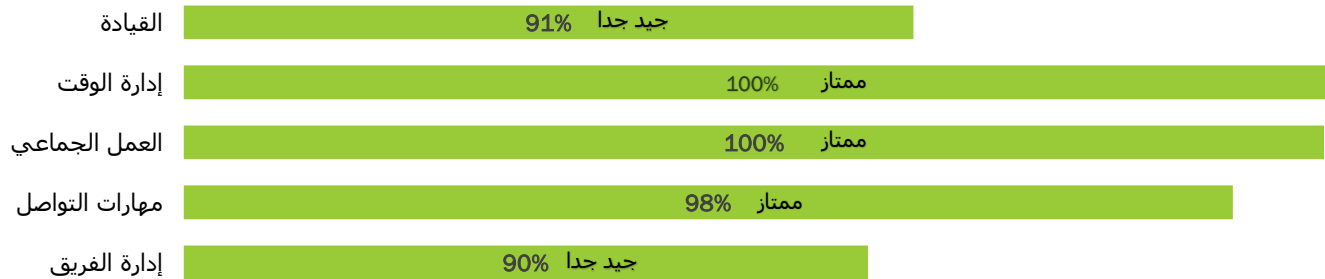 القيادة جيد جدا 91%
إدارة الوقت ممتاز 100%
العمل الجماعي ممتاز 100%
مهارات التواصل ممتاز 98%
إدارة الفريق جيد جدا 90%